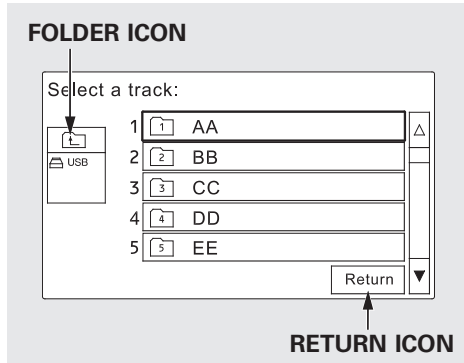 FOLDER ICON
Select a track:
1 1 AA
USB
2 2 BB
3 3 CC
4 4 DD
5 5 EE
Return
RETURN ICON